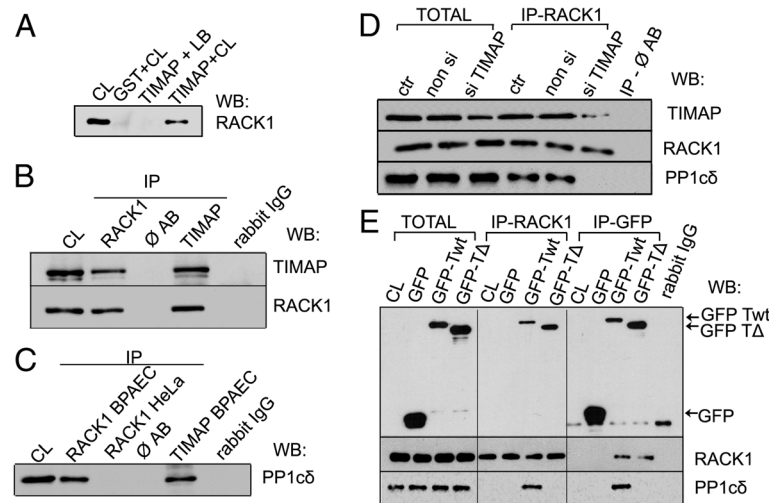 A
CL
GST+CL
TIMAP + LB
TIMAP+CL
WB:
RACK1
B
IP
CL
RACK1
Ø AB
TIMAP
rabbit IgG
WB:
TIMAP
RACK1
C
IP
CL
RACK1 BPAEC
RACK1 HeLa
Ø AB
TIMAP BPAEC
rabbit IgG
WB:
PP1cδ
D
TOTAL IP-RACK1
ctr
non si
si TIMAP
ctr
non si
si TIMAP
IP - Ø AB
WB:
TIMAP
RACK1
PP1cδ
E
TOTAL IP-RACK1 IP-GFP
CL
GFP
GFP-Twt
GFP-TΔ
CL
GFP
GFP-Twt
GFP-TΔ
CL
GFP
GFP-Twt
GFP-TΔ
rabbit IgG
WB:
←GFP Twt
←GFP TΔ
←GFP
RACK1
PP1cδ